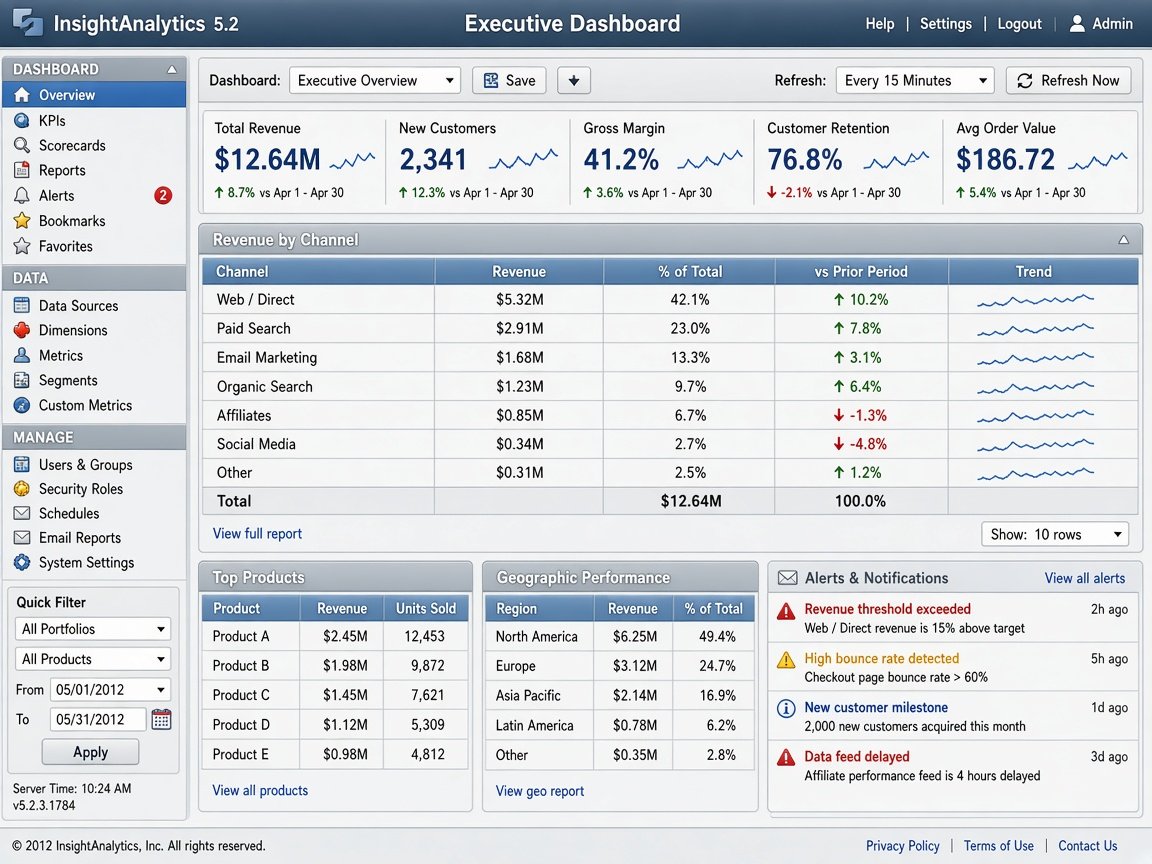 InsightAnalytics 5.2
Executive Dashboard
Help | Settings | Logout | Admin
DASHBOARD
Overview
KPIs
Scorecards
Reports
Alerts 2
Bookmarks
Favorites
DATA
Data Sources
Dimensions
Metrics
Segments
Custom Metrics
MANAGE
Users & Groups
Security Roles
Schedules
Email Reports
System Settings
Quick Filter
All Portfolios
All Products
From 05/01/2012
To 05/31/2012
Apply
Server Time: 10:24 AM
v5.2.3.1784
Dashboard: Executive Overview Save Refresh: Every 15 Minutes Refresh Now
Total Revenue
$12.64M
8.7% vs Apr 1 - Apr 30
New Customers
2,341
12.3% vs Apr 1 - Apr 30
Gross Margin
41.2%
3.6% vs Apr 1 - Apr 30
Customer Retention
76.8%
-2.1% vs Apr 1 - Apr 30
Avg Order Value
$186.72
5.4% vs Apr 1 - Apr 30
Revenue by Channel
Channel Revenue % of Total vs Prior Period Trend
Web / Direct $5.32M 42.1% 10.2%
Paid Search $2.91M 23.0% 7.8%
Email Marketing $1.68M 13.3% 3.1%
Organic Search $1.23M 9.7% 6.4%
Affiliates $0.85M 6.7% -1.3%
Social Media $0.34M 2.7% -4.8%
Other $0.31M 2.5% 1.2%
Total $12.64M 100.0%
View full report
Show: 10 rows
Top Products
Product Revenue Units Sold
Product A $2.45M 12,453
Product B $1.98M 9,872
Product C $1.45M 7,621
Product D $1.12M 5,309
Product E $0.98M 4,812
View all products
Geographic Performance
Region Revenue % of Total
North America $6.25M 49.4%
Europe $3.12M 24.7%
Asia Pacific $2.14M 16.9%
Latin America $0.78M 6.2%
Other $0.35M 2.8%
View geo report
Alerts & Notifications View all alerts
Revenue threshold exceeded 2h ago
Web / Direct revenue is 15% above target
High bounce rate detected 5h ago
Checkout page bounce rate > 60%
New customer milestone 1d ago
2,000 new customers acquired this month
Data feed delayed 3d ago
Affiliate performance feed is 4 hours delayed
© 2012 InsightAnalytics, Inc. All rights reserved.
Privacy Policy | Terms of Use | Contact Us